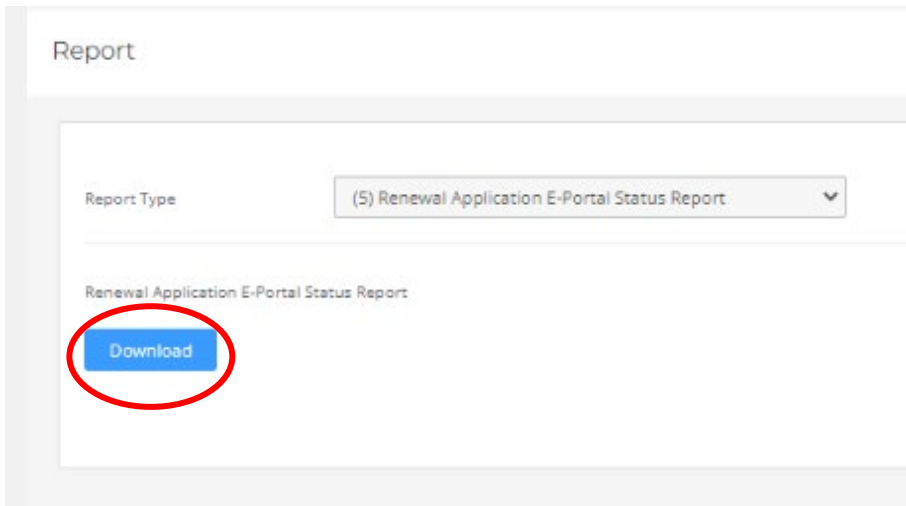 Report
Report Type
(5) Renewal Application E-Portal Status Report
Renewal Application E-Portal Status Report
Download